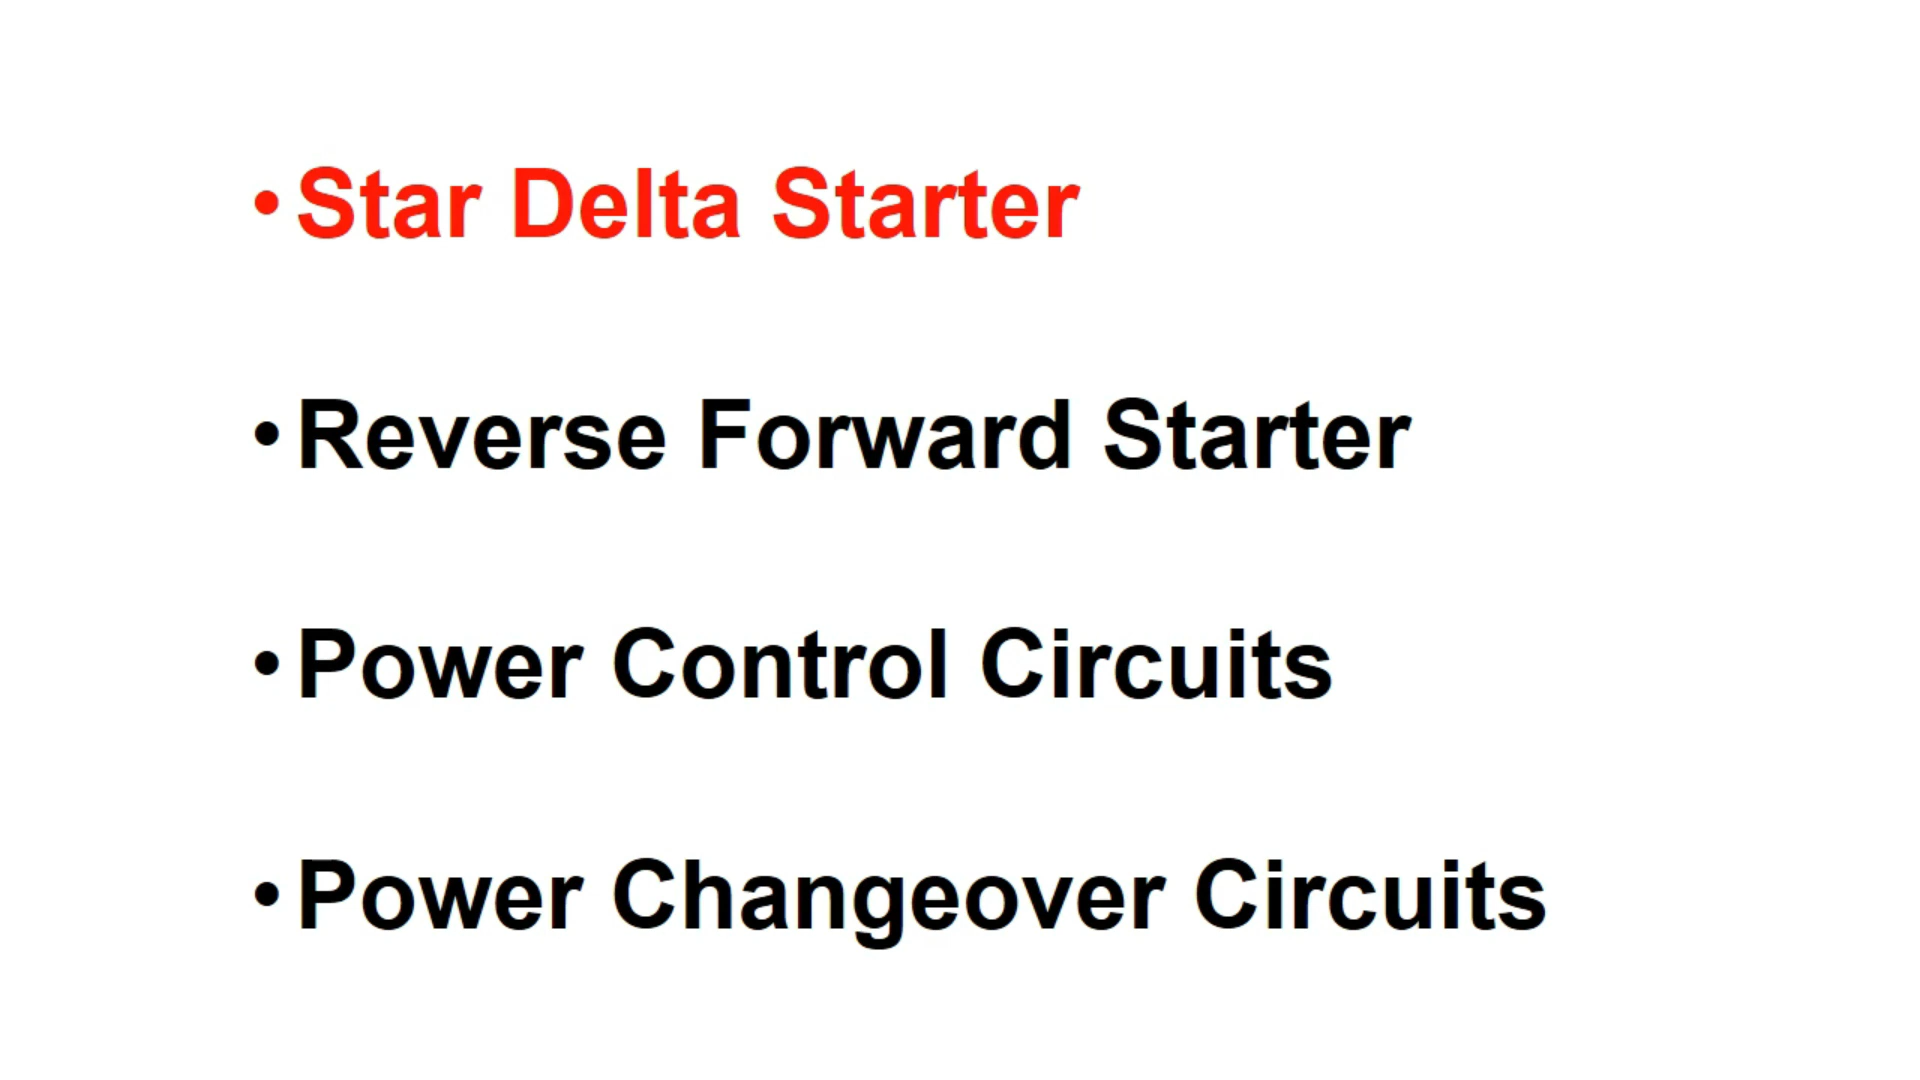 • Star Delta Starter
• Reverse Forward Starter
• Power Control Circuits
• Power Changeover Circuits